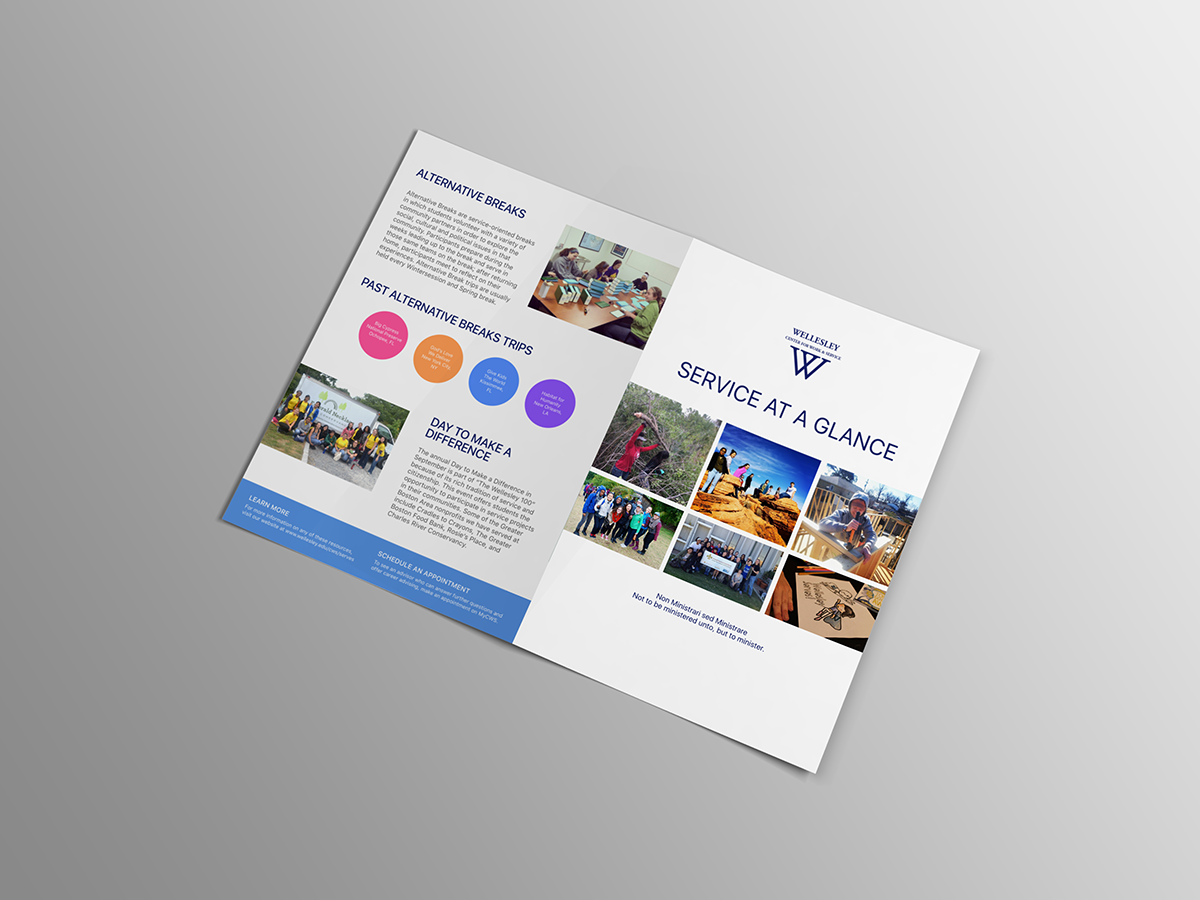 ALTERNATIVE BREAKS
Alternative Breaks are service-oriented breaks
in which students volunteer with a variety of
community partners in order to explore the
social, cultural and political issues in that
community. Participants prepare during the
weeks leading up to the break and serve in
those same teams on the break; after returning
home, participants meet to reflect on their
experiences. Alternative Break trips are usually
held every Wintersession and Spring break.
PAST ALTERNATIVE BREAKS TRIPS
Big Cypress
National Preserve
Ochopee, FL
God's Love
We Deliver
New York City,
NY
Give Kids
The World
Kissimmee,
FL
Habitat for
Humanity
New Orleans,
LA
DAY TO MAKE A
DIFFERENCE
The annual Day to Make a Difference in
September is part of "The Wellesley 100"
because of its rich tradition of service and
citizenship. This event offers students the
opportunity to participate in service projects
in their communities. Some of the Greater
Boston Area nonprofits we have served at
include Cradles to Crayons, The Greater
Boston Food Bank, Rosie's Place, and
Charles River Conservancy.
LEARN MORE
For more information on any of these resources,
visit our website at www.wellesley.edu/cws/serve
SCHEDULE AN APPOINTMENT
To see an advisor who can answer further questions and
offer career advising, make an appointment on MyCWS.
WELLESLEY
CENTER FOR WORK & SERVICE
W
SERVICE AT A GLANCE
Non Ministrari sed Ministrare
Not to be ministered unto, but to minister.